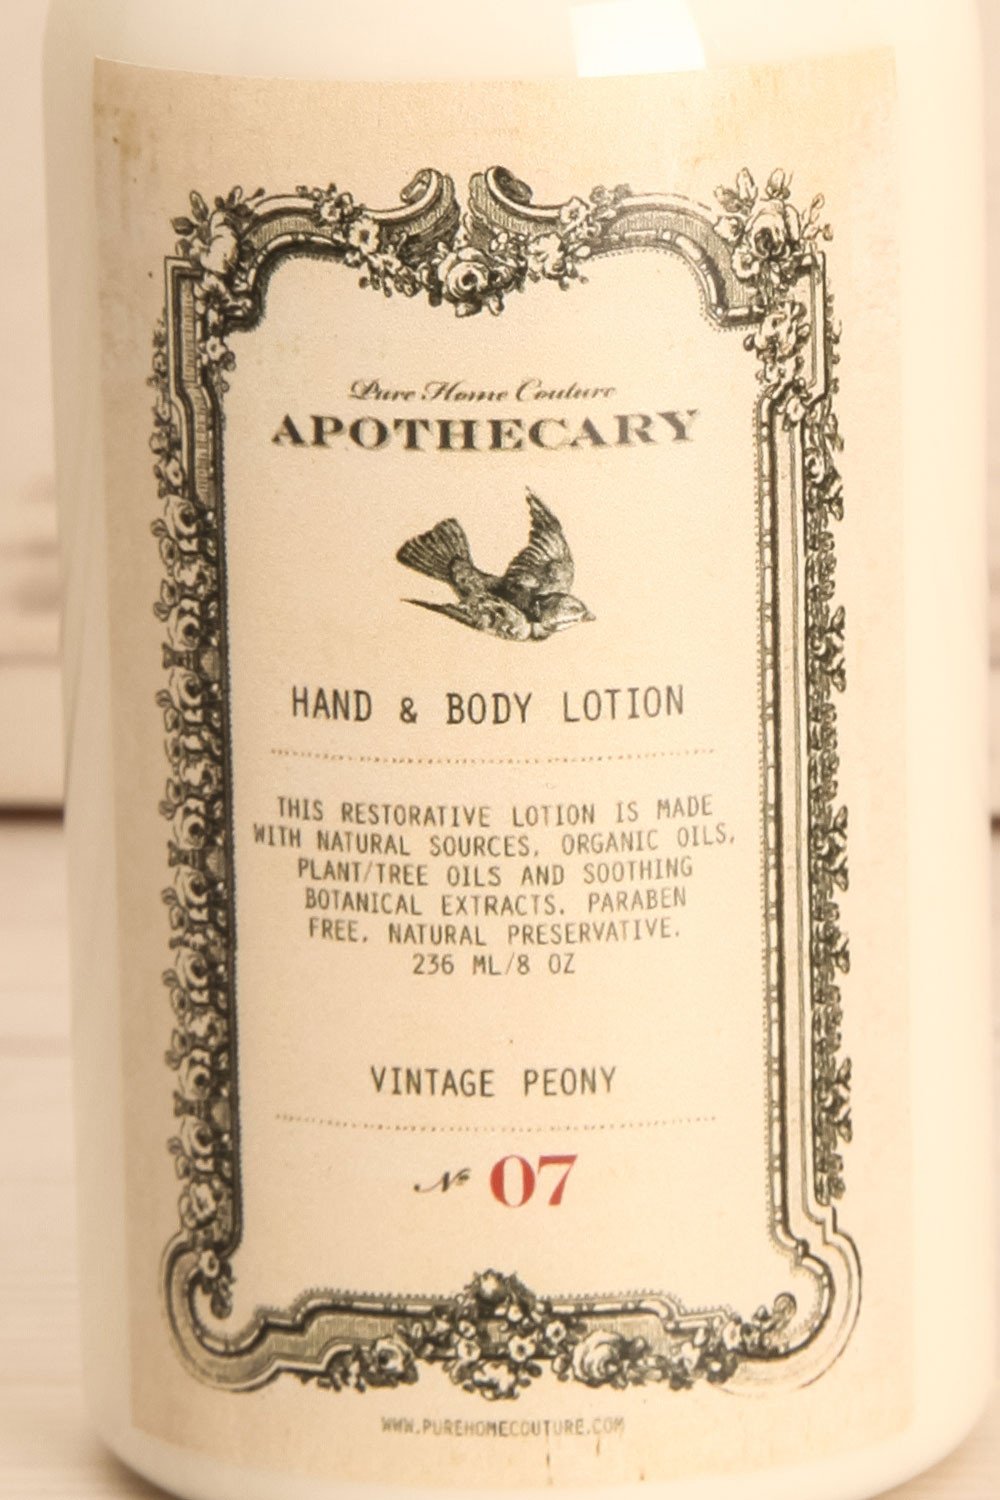 Pure Home Couture
APOTHECARY
HAND & BODY LOTION
THIS RESTORATIVE LOTION IS MADE
WITH NATURAL SOURCES, ORGANIC OILS,
PLANT/TREE OILS AND SOOTHING
BOTANICAL EXTRACTS. PARABEN
FREE. NATURAL PRESERVATIVE.
236 ML/8 OZ
VINTAGE PEONY
No 07
WWW.PUREHOMECOUTURE.COM